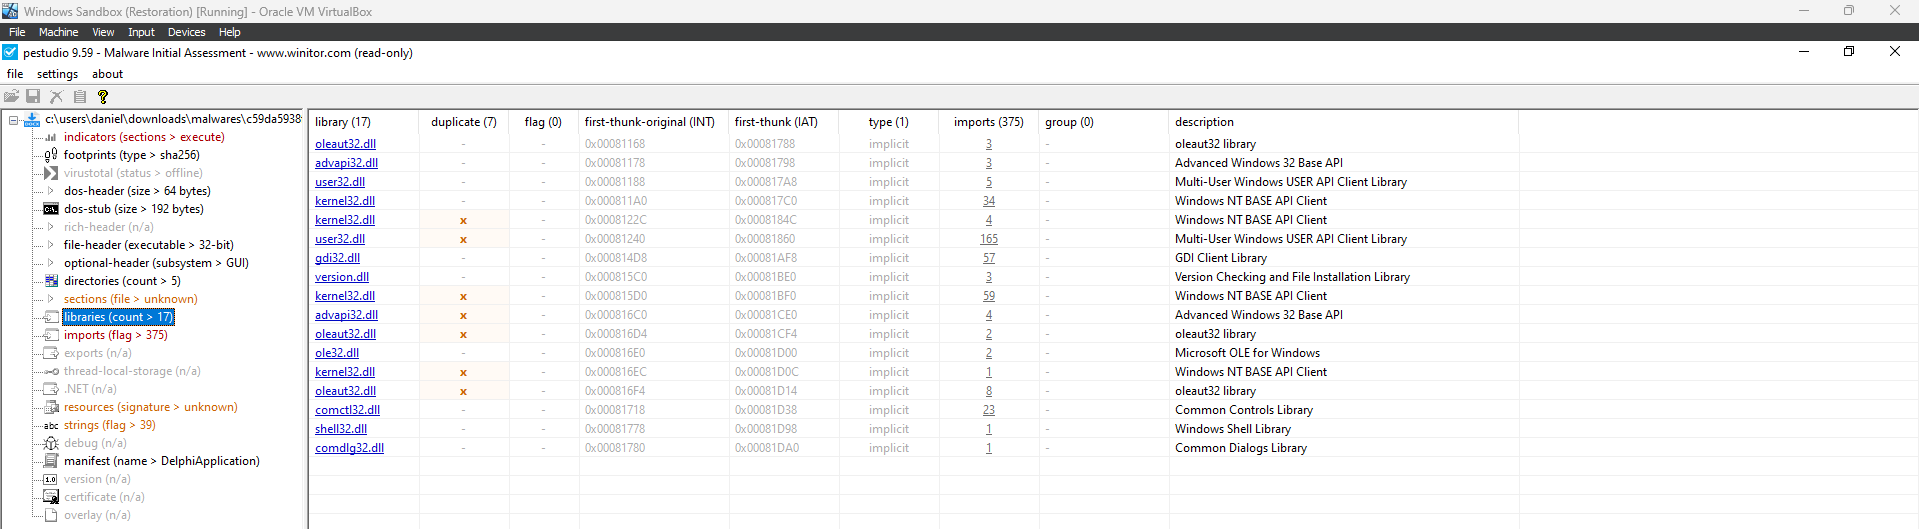 Windows Sandbox (Restoration) [Running] - Oracle VM VirtualBox
File Machine View Input Devices Help
pestudio 9.59 - Malware Initial Assessment - www.winitor.com (read-only)
file settings about
c:\users\daniel\downloads\malwares\c59da5938
indicators (sections > execute)
footprints (type > sha256)
virustotal (status > offline)
dos-header (size > 64 bytes)
dos-stub (size > 192 bytes)
rich-header (n/a)
file-header (executable > 32-bit)
optional-header (subsystem > GUI)
directories (count > 5)
sections (file > unknown)
libraries (count > 17)
imports (flag > 375)
exports (n/a)
thread-local-storage (n/a)
.NET (n/a)
resources (signature > unknown)
abc strings (flag > 39)
debug (n/a)
manifest (name > DelphiApplication)
1.0 version (n/a)
certificate (n/a)
overlay (n/a)
library (17) duplicate (7) flag (0) first-thunk-original (INT) first-thunk (IAT) type (1) imports (375) group (0) description
oleaut32.dll - - 0x00081168 0x00081788 implicit 3 - oleaut32 library
advapi32.dll - - 0x00081178 0x00081798 implicit 3 - Advanced Windows 32 Base API
user32.dll - - 0x00081188 0x000817A8 implicit 5 - Multi-User Windows USER API Client Library
kernel32.dll - - 0x000811A0 0x000817C0 implicit 34 - Windows NT BASE API Client
kernel32.dll x - 0x0008122C 0x0008184C implicit 4 - Windows NT BASE API Client
user32.dll x - 0x00081240 0x00081860 implicit 165 - Multi-User Windows USER API Client Library
gdi32.dll - - 0x000814D8 0x00081AF8 implicit 57 - GDI Client Library
version.dll - - 0x000815C0 0x00081BE0 implicit 3 - Version Checking and File Installation Library
kernel32.dll x - 0x000815D0 0x00081BF0 implicit 59 - Windows NT BASE API Client
advapi32.dll x - 0x000816C0 0x00081CE0 implicit 4 - Advanced Windows 32 Base API
oleaut32.dll x - 0x000816D4 0x00081CF4 implicit 2 - oleaut32 library
ole32.dll - - 0x000816E0 0x00081D00 implicit 2 - Microsoft OLE for Windows
kernel32.dll x - 0x000816EC 0x00081D0C implicit 1 - Windows NT BASE API Client
oleaut32.dll x - 0x000816F4 0x00081D14 implicit 8 - oleaut32 library
comctl32.dll - - 0x00081718 0x00081D38 implicit 23 - Common Controls Library
shell32.dll - - 0x00081778 0x00081D98 implicit 1 - Windows Shell Library
comdlg32.dll - - 0x00081780 0x00081DA0 implicit 1 - Common Dialogs Library